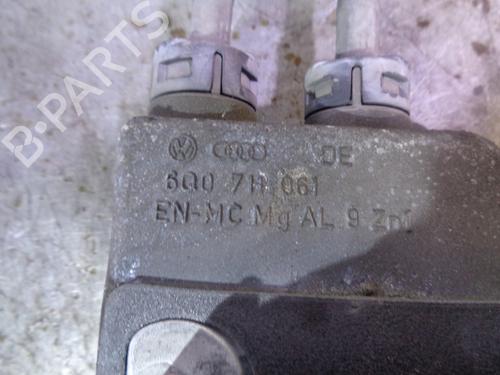 B-PARTS
DE
6Q0 711 061
EN-MC Mg AL 9 Zn1